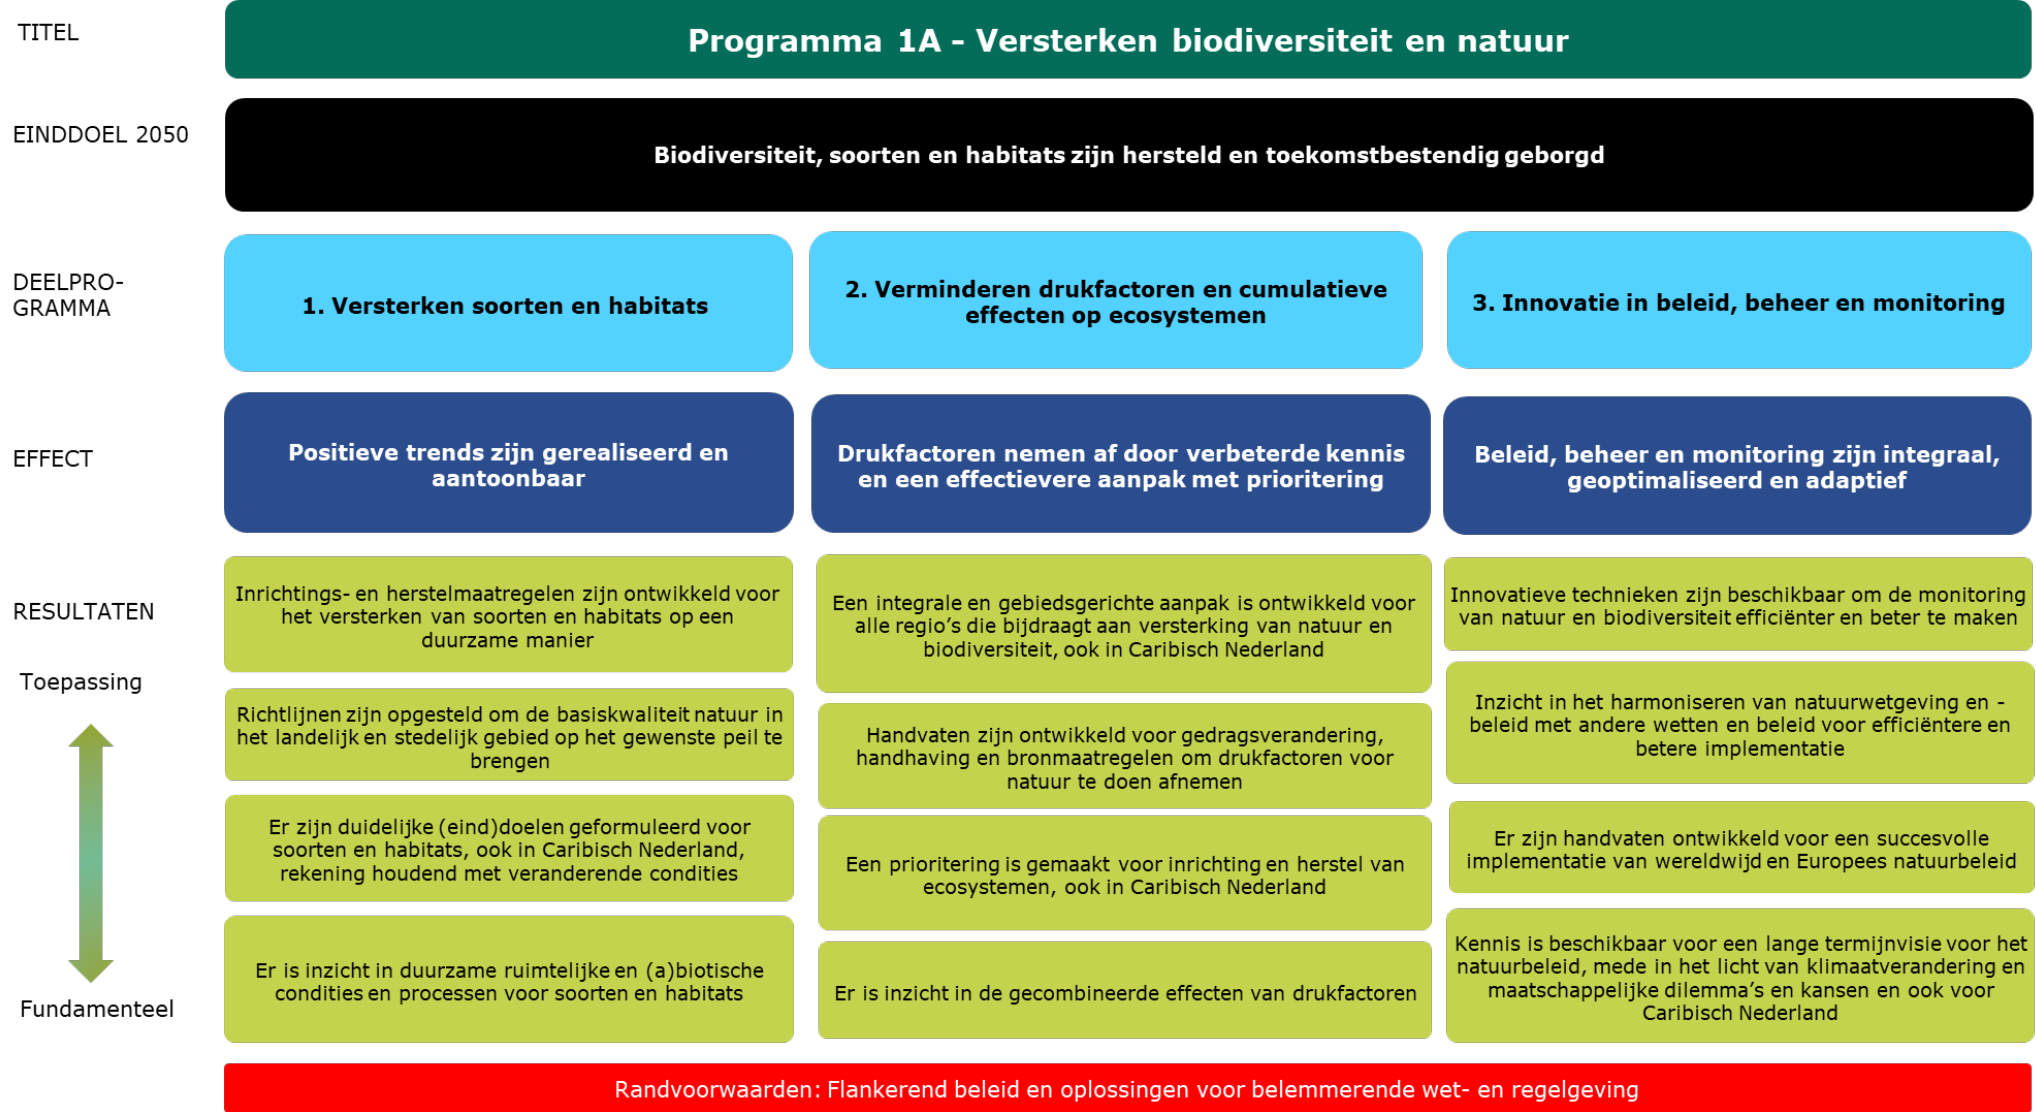 TITEL
Programma 1A - Versterken biodiversiteit en natuur
EINDDOEL 2050
Biodiversiteit, soorten en habitats zijn hersteld en toekomstbestendig geborgd
DEELPRO-
GRAMMA
1. Versterken soorten en habitats
2. Verminderen drukfactoren en cumulatieve
effecten op ecosystemen
3. Innovatie in beleid, beheer en monitoring
EFFECT
Positieve trends zijn gerealiseerd en
aantoonbaar
Drukfactoren nemen af door verbeterde kennis
en een effectievere aanpak met prioritering
Beleid, beheer en monitoring zijn integraal,
geoptimaliseerd en adaptief
RESULTATEN
Toepassing
Fundamenteel
Inrichtings- en herstelmaatregelen zijn ontwikkeld voor
het versterken van soorten en habitats op een
duurzame manier
Richtlijnen zijn opgesteld om de basiskwaliteit natuur in
het landelijk en stedelijk gebied op het gewenste peil te
brengen
Er zijn duidelijke (eind)doelen geformuleerd voor
soorten en habitats, ook in Caribisch Nederland,
rekening houdend met veranderende condities
Er is inzicht in duurzame ruimtelijke en (a)biotische
condities en processen voor soorten en habitats
Een integrale en gebiedsgerichte aanpak is ontwikkeld voor
alle regio’s die bijdraagt aan versterking van natuur en
biodiversiteit, ook in Caribisch Nederland
Handvaten zijn ontwikkeld voor gedragsverandering,
handhaving en bronmaatregelen om drukfactoren voor
natuur te doen afnemen
Een prioritering is gemaakt voor inrichting en herstel van
ecosystemen, ook in Caribisch Nederland
Er is inzicht in de gecombineerde effecten van drukfactoren
Innovatieve technieken zijn beschikbaar om de monitoring
van natuur en biodiversiteit efficiënter en beter te maken
Inzicht in het harmoniseren van natuurwetgeving en -
beleid met andere wetten en beleid voor efficiëntere en
betere implementatie
Er zijn handvaten ontwikkeld voor een succesvolle
implementatie van wereldwijd en Europees natuurbeleid
Kennis is beschikbaar voor een lange termijnvisie voor het
natuurbeleid, mede in het licht van klimaatverandering en
maatschappelijke dilemma’s en kansen en ook voor
Caribisch Nederland
Randvoorwaarden: Flankerend beleid en oplossingen voor belemmerende wet- en regelgeving